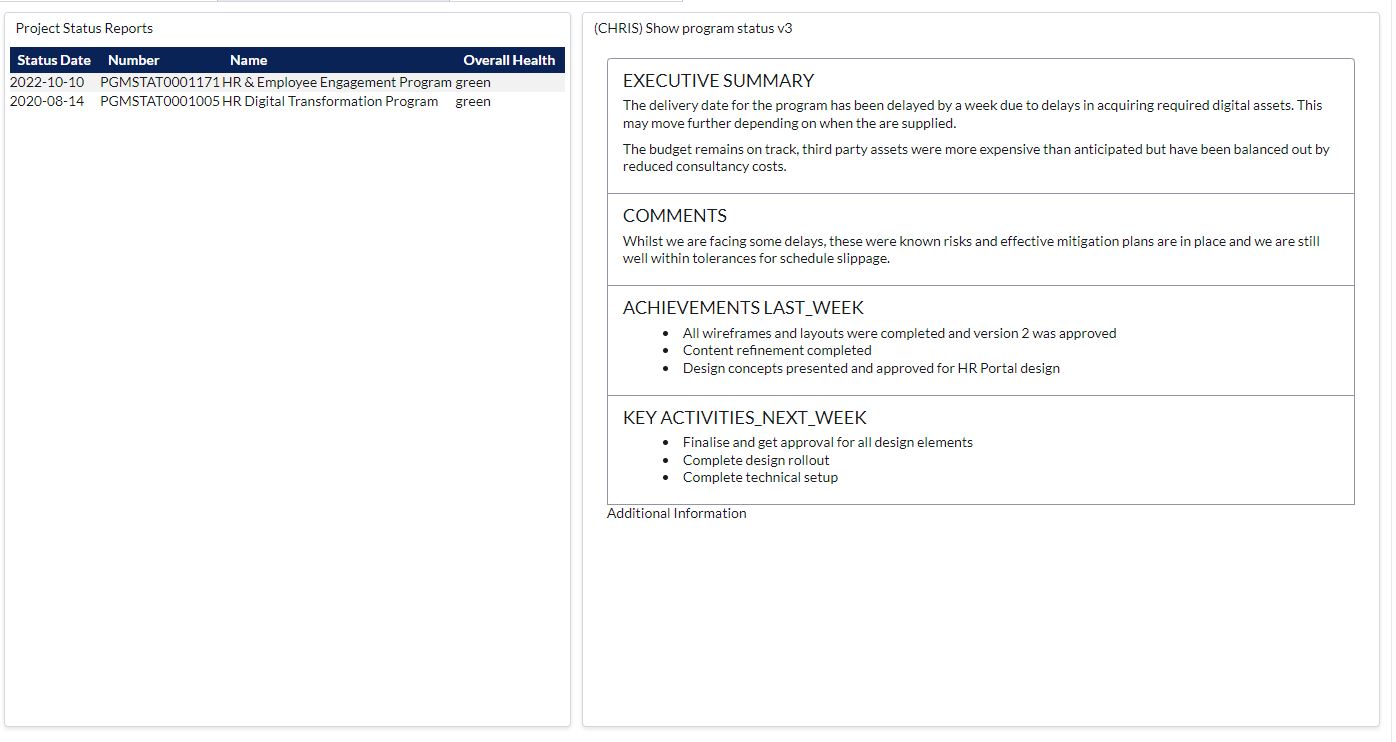 Project Status Reports
Status Date Number Name Overall Health
2022-10-10 PGMSTAT0001171 HR & Employee Engagement Program green
2020-08-14 PGMSTAT0001005 HR Digital Transformation Program green
(CHRIS) Show program status v3
EXECUTIVE SUMMARY
The delivery date for the program has been delayed by a week due to delays in acquiring required digital assets. This
may move further depending on when the are supplied.
The budget remains on track, third party assets were more expensive than anticipated but have been balanced out by
reduced consultancy costs.
COMMENTS
Whilst we are facing some delays, these were known risks and effective mitigation plans are in place and we are still
well within tolerances for schedule slippage.
ACHIEVEMENTS LAST_WEEK
• All wireframes and layouts were completed and version 2 was approved
• Content refinement completed
• Design concepts presented and approved for HR Portal design
KEY ACTIVITIES_NEXT_WEEK
• Finalise and get approval for all design elements
• Complete design rollout
• Complete technical setup
Additional Information